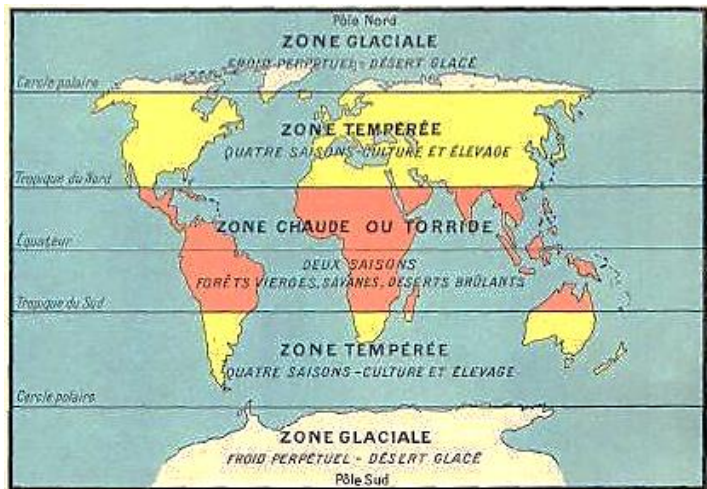 Pôle Nord
ZONE GLACIALE
FROID PERPÉTUEL - DÉSERT GLACÉ
Cercle polaire
ZONE TEMPÉRÉE
QUATRE SAISONS - CULTURE ET ÉLEVAGE
Tropique du Nord
ZONE CHAUDE OU TORRIDE
Équateur
DEUX SAISONS
FORÊTS VIERGES, SAVANES, DÉSERTS BRÛLANTS
Tropique du Sud
ZONE TEMPÉRÉE
QUATRE SAISONS - CULTURE ET ÉLEVAGE
Cercle polaire
ZONE GLACIALE
FROID PERPÉTUEL - DÉSERT GLACÉ
Pôle Sud